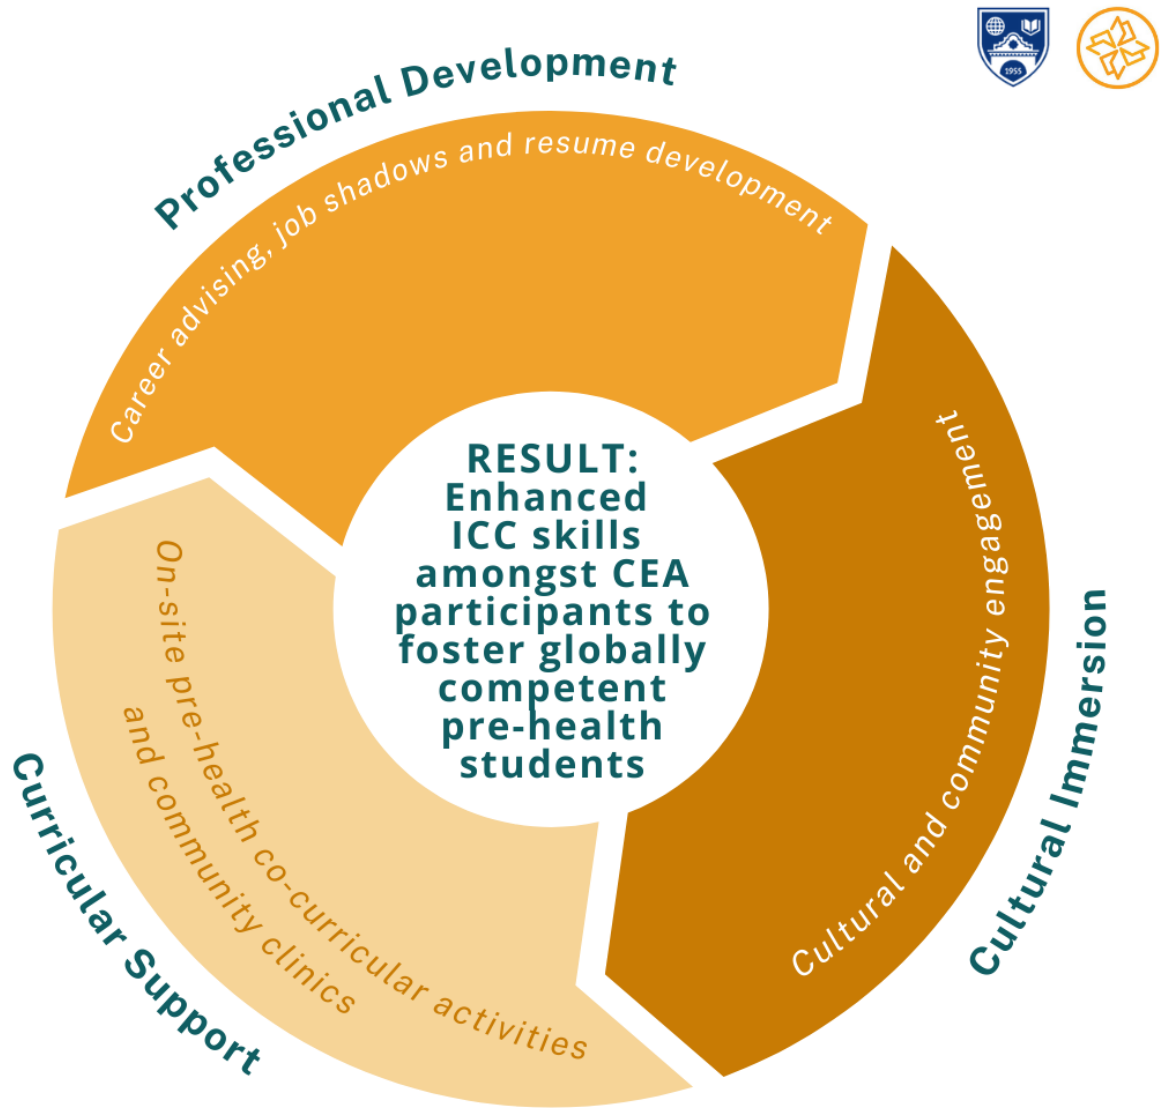 1955
Professional Development
Career advising, job shadows and resume development
RESULT:
Enhanced
ICC skills
amongst CEA
participants to
foster globally
competent
pre-health
students
Cultural and community engagement
Cultural Immersion
On-site pre-health co-curricular activities
and community clinics
Curricular Support